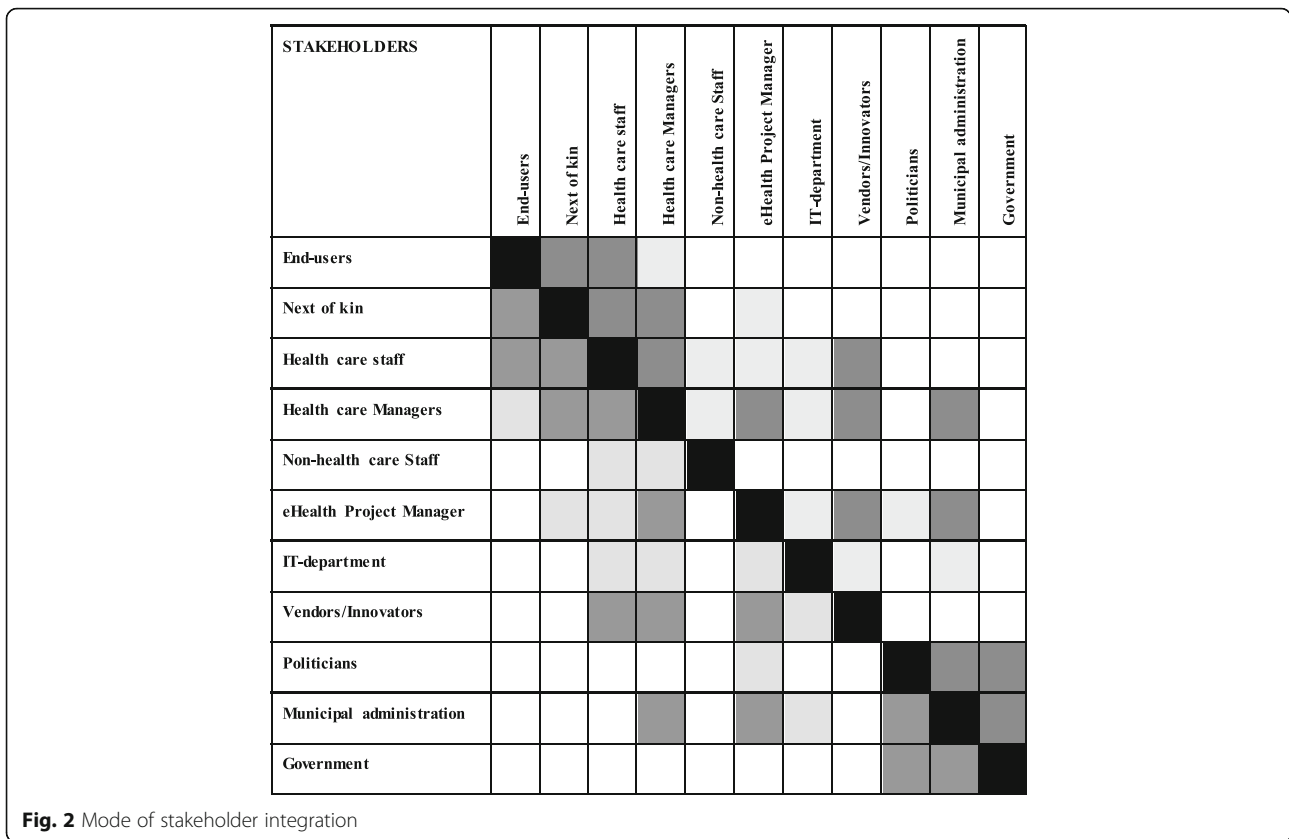 STAKEHOLDERS
End-users
Next of kin
Health care staff
Health care Managers
Non-health care Staff
eHealth Project Manager
IT-department
Vendors/Innovators
Politicians
Municipal administration
Government
End-users
Next of kin
Health care staff
Health care Managers
Non-health care Staff
eHealth Project Manager
IT-department
Vendors/Innovators
Politicians
Municipal administration
Government
Fig. 2 Mode of stakeholder integration